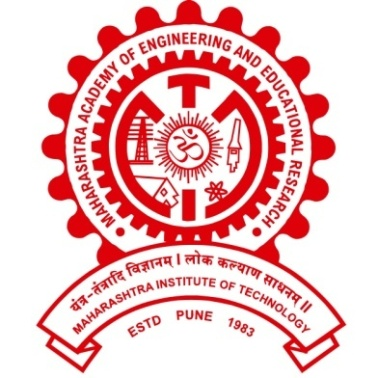 • MAHARASHTRA ACADEMY OF ENGINEERING AND EDUCATIONAL RESEARCH •
MIT
ॐ
यंत्र-तंत्रादि विज्ञानम् । लोक कल्याण साधनम् ॥
MAHARASHTRA INSTITUTE OF TECHNOLOGY
ESTD PUNE 1983